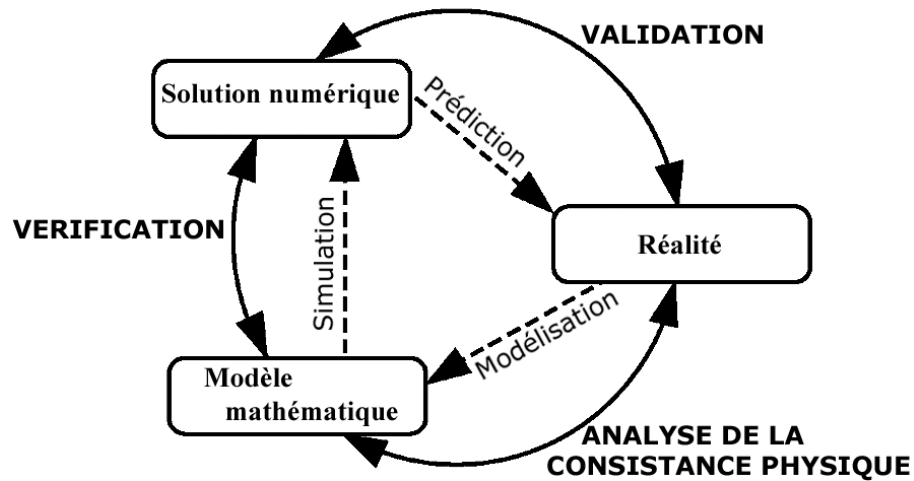 VALIDATION
Solution numérique
Prédiction
VERIFICATION
Simulation
Réalité
Modélisation
Modèle
mathématique
ANALYSE DE LA
CONSISTANCE PHYSIQUE